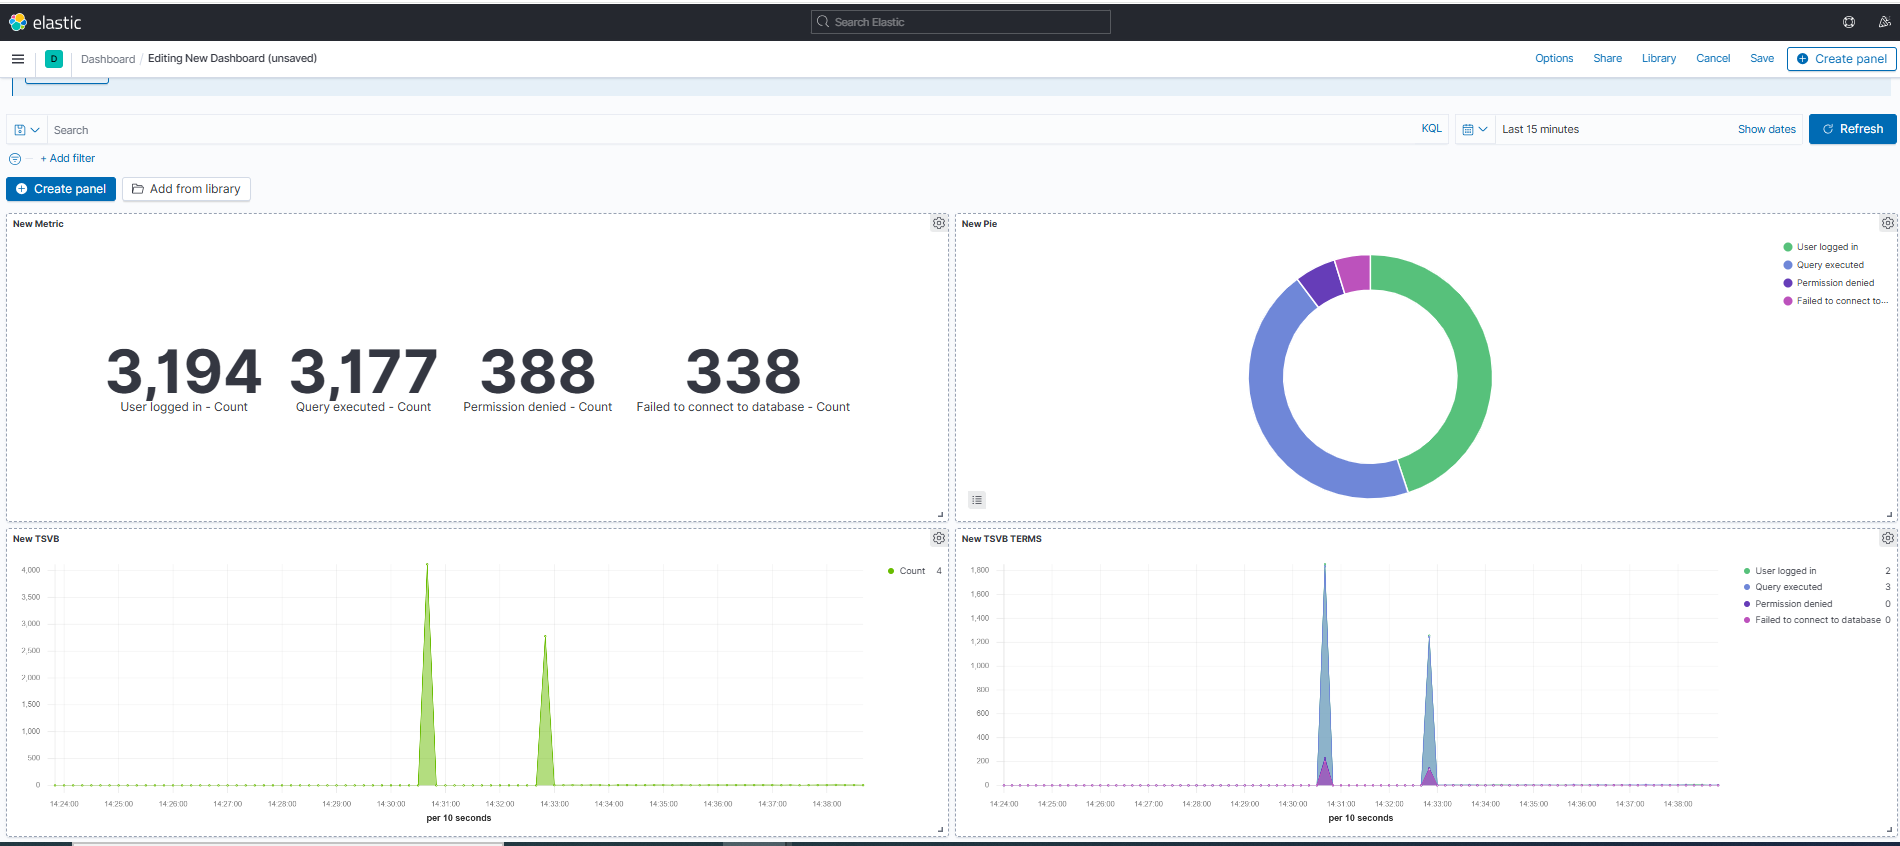 elastic
Search Elastic
D
Dashboard / Editing New Dashboard (unsaved)
Options Share Library Cancel Save Create panel
Search
KQL
Last 15 minutes
Show dates
Refresh
+ Add filter
Create panel
Add from library
New Metric
3,194 3,177 388 338
User logged in - Count Query executed - Count Permission denied - Count Failed to connect to database - Count
New Pie
User logged in
Query executed
Permission denied
Failed to connect to...
New TSVB
4,000
3,500
3,000
2,500
2,000
1,500
1,000
500
0
14:24:00 14:25:00 14:26:00 14:27:00 14:28:00 14:29:00 14:30:00 14:31:00 14:32:00 14:33:00 14:34:00 14:35:00 14:36:00 14:37:00 14:38:00
per 10 seconds
Count 4
New TSVB TERMS
1,800
1,600
1,400
1,200
1,000
800
600
400
200
0
14:24:00 14:25:00 14:26:00 14:27:00 14:28:00 14:29:00 14:30:00 14:31:00 14:32:00 14:33:00 14:34:00 14:35:00 14:36:00 14:37:00 14:38:00
per 10 seconds
User logged in 2
Query executed 3
Permission denied 0
Failed to connect to database 0